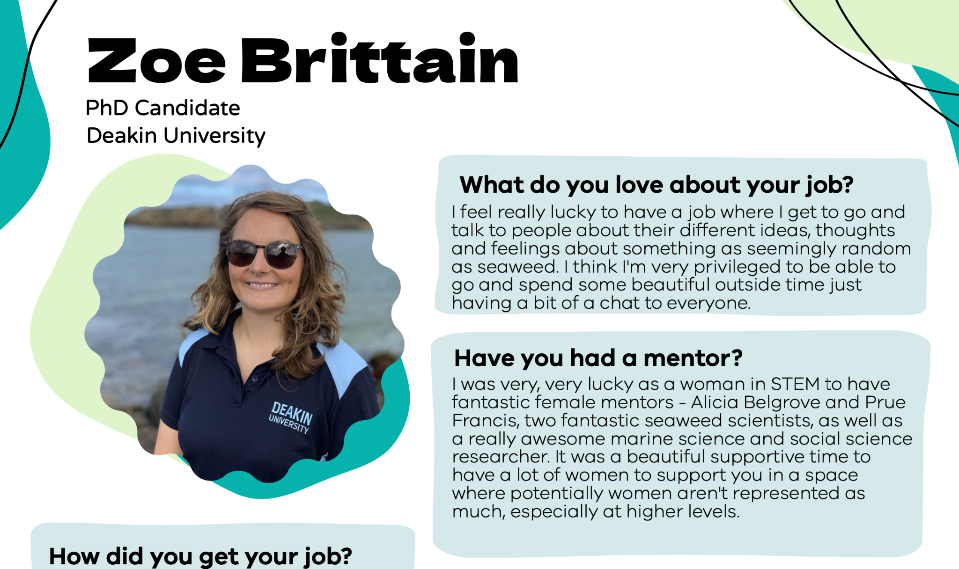 Zoe Brittain
PhD Candidate
Deakin University
DEAKIN
UNIVERSITY
What do you love about your job?
I feel really lucky to have a job where I get to go and
talk to people about their different ideas, thoughts
and feelings about something as seemingly random
as seaweed. I think I'm very privileged to be able to
go and spend some beautiful outside time just
having a bit of a chat to everyone.
Have you had a mentor?
I was very, very lucky as a woman in STEM to have
fantastic female mentors - Alicia Belgrove and Prue
Francis, two fantastic seaweed scientists, as well as
a really awesome marine science and social science
researcher. It was a beautiful supportive time to
have a lot of women to support you in a space
where potentially women aren't represented as
much, especially at higher levels.
How did you get your job?